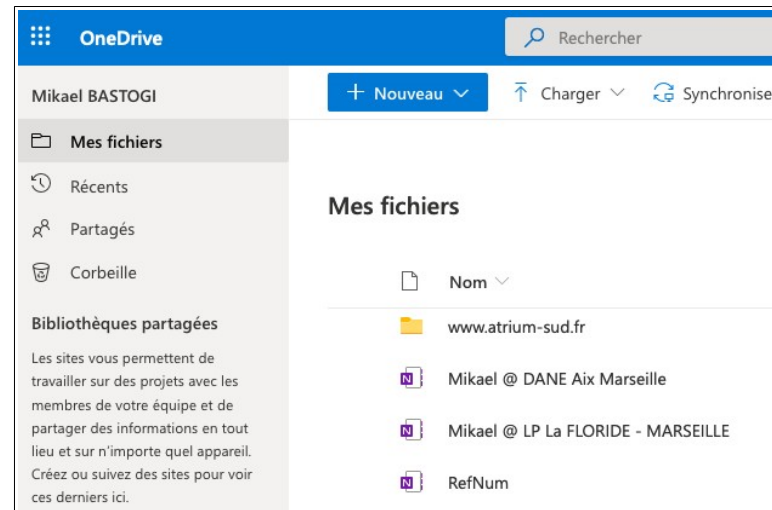 OneDrive
Rechercher
Mikael BASTOGI
Nouveau
Charger
Synchronise
Mes fichiers
Récents
Partagés
Corbeille
Bibliothèques partagées
Les sites vous permettent de
travailler sur des projets avec les
membres de votre équipe et de
partager des informations en tout
lieu et sur n'importe quel appareil.
Créez ou suivez des sites pour voir
ces derniers ici.
Mes fichiers
Nom
www.atrium-sud.fr
Mikael @ DANE Aix Marseille
Mikael @ LP La FLORIDE - MARSEILLE
RefNum